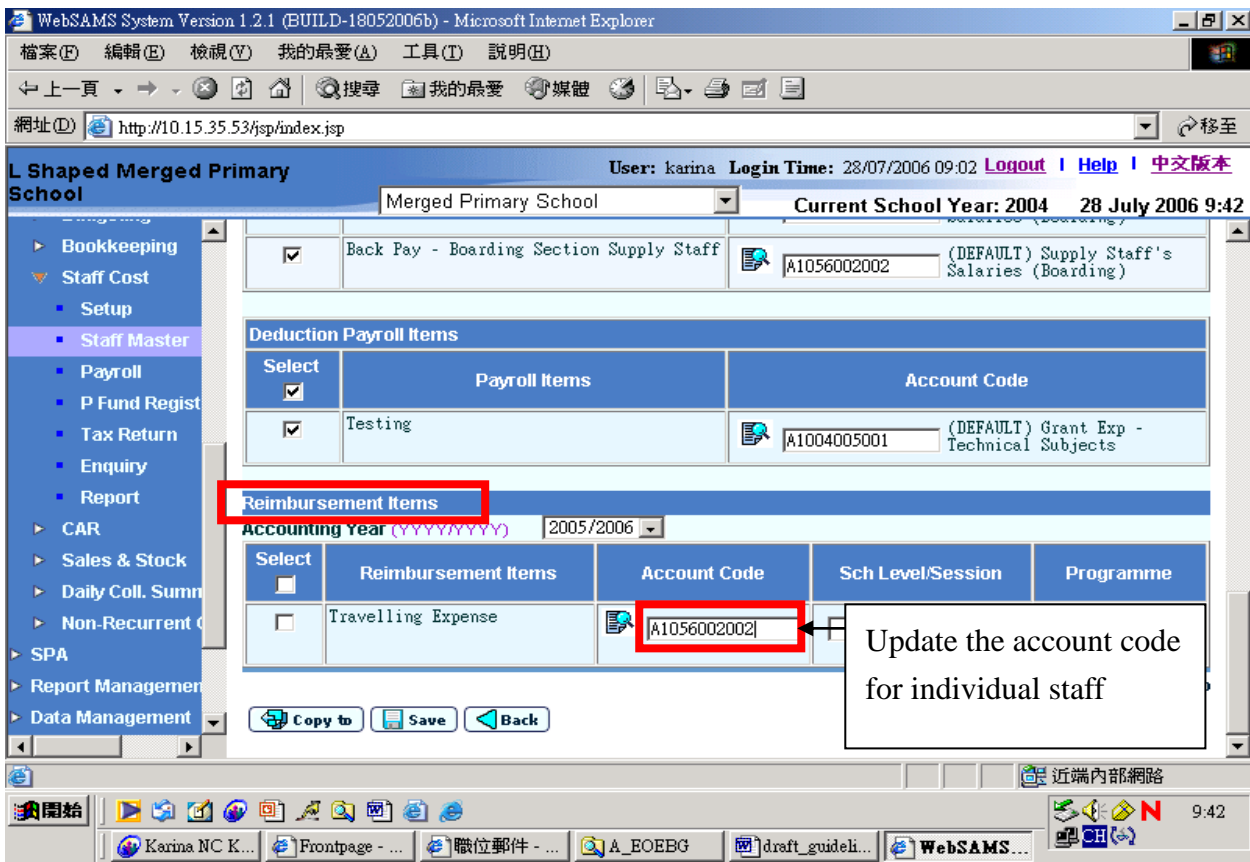 WebSAMS System Version 1.2.1 (BUILD-18052006b) - Microsoft Internet Explorer
檔案(F) 編輯(E) 檢視(V) 我的最愛(A) 工具(T) 說明(H)
上一頁 搜尋 我的最愛 媒體
網址(D) http://10.15.35.53/jsp/index.jsp 移至
L Shaped Merged Primary School
User: karina Login Time: 28/07/2006 09:02 Logout | Help | 中文版本
Merged Primary School
Current School Year: 2004 28 July 2006 9:42
Bookkeeping
Staff Cost
Setup
Staff Master
Payroll
P Fund Regist
Tax Return
Enquiry
Report
CAR
Sales & Stock
Daily Coll. Summ
Non-Recurrent
SPA
Report Managemen
Data Management
Salaries (Boarding)
Back Pay - Boarding Section Supply Staff A1056002002 (DEFAULT) Supply Staff's
Salaries (Boarding)
Deduction Payroll Items
Select Payroll Items Account Code
Testing A1004005001 (DEFAULT) Grant Exp -
Technical Subjects
Reimbursement Items
Accounting Year (YYYY/YYYY) 2005/2006
Select Reimbursement Items Account Code Sch Level/Session Programme
Travelling Expense A1056002002
Update the account code
for individual staff
Copy to Save Back
近端內部網路
開始 9:42
CH
Karina NC K... Frontpage - ... 職位郵件 - ... A_EOEBG draft_guideli... WebSAMS...